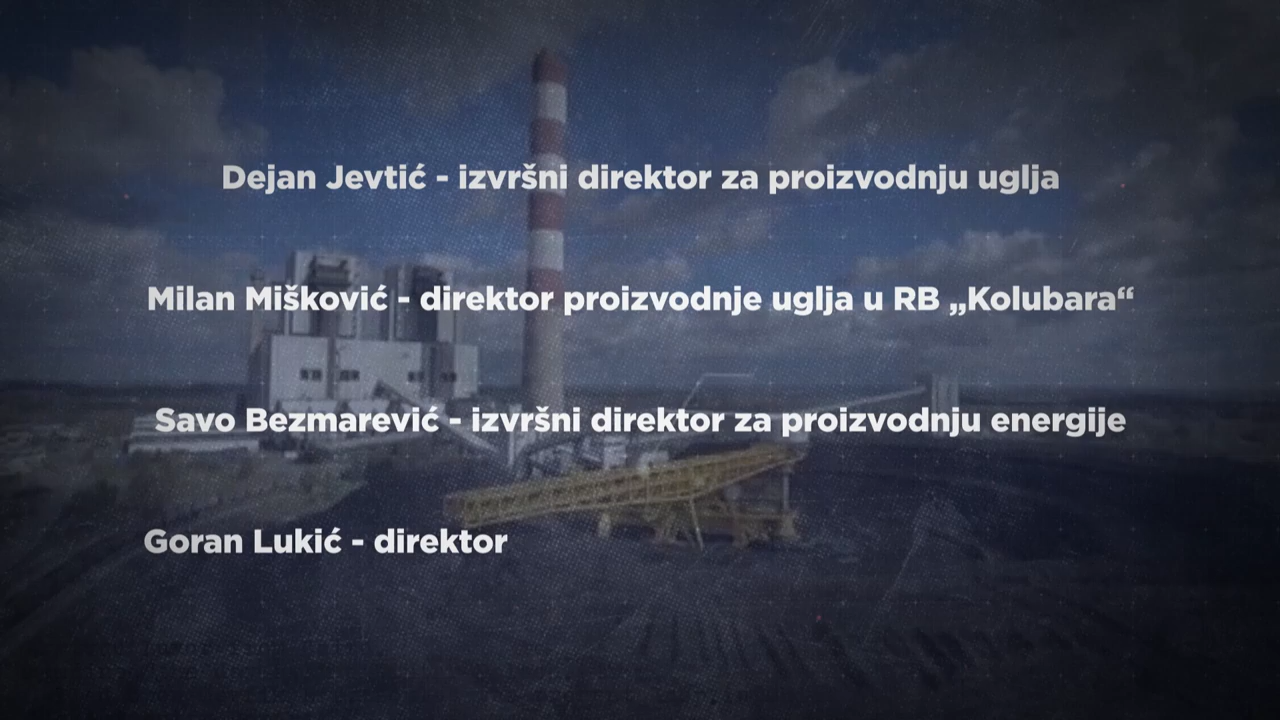 Dejan Jevtić - izvršni direktor za proizvodnju uglja
Milan Mišković - direktor proizvodnje uglja u RB „Kolubara“
Savo Bezmarević - izvršni direktor za proizvodnju energije
Goran Lukić - direktor